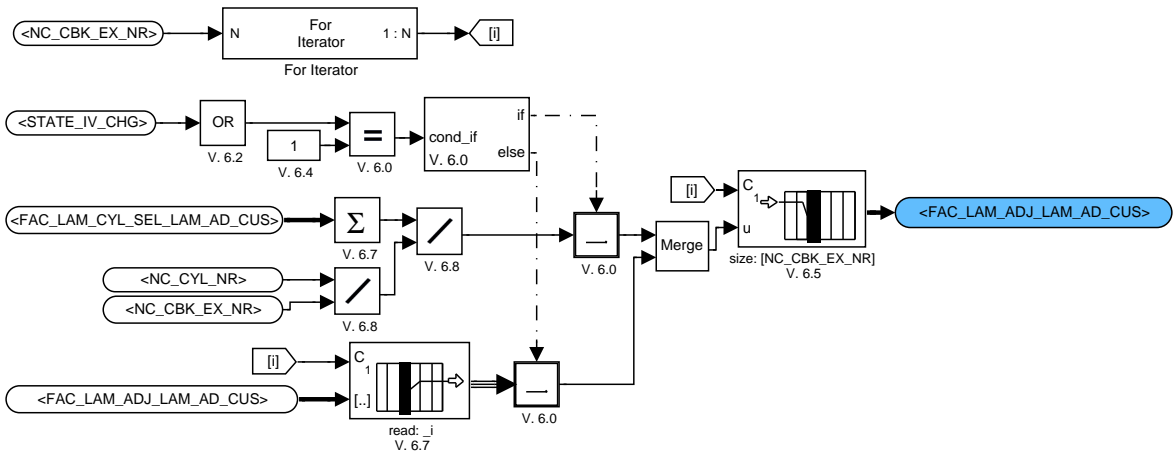 <NC_CBK_EX_NR>
N
For
Iterator
1 : N
[i]
For Iterator
<STATE_IV_CHG>
OR
V. 6.2
1
V. 6.4
=
V. 6.0
cond_if
V. 6.0
if
else
<FAC_LAM_CYL_SEL_LAM_AD_CUS>
Σ
V. 6.7
V. 6.8
<NC_CYL_NR>
<NC_CBK_EX_NR>
V. 6.8
V. 6.0
Merge
[i]
C
1
u
size: [NC_CBK_EX_NR]
V. 6.5
<FAC_LAM_ADJ_LAM_AD_CUS>
[i]
<FAC_LAM_ADJ_LAM_AD_CUS>
C
1
[..]
read: _i
V. 6.7
V. 6.0